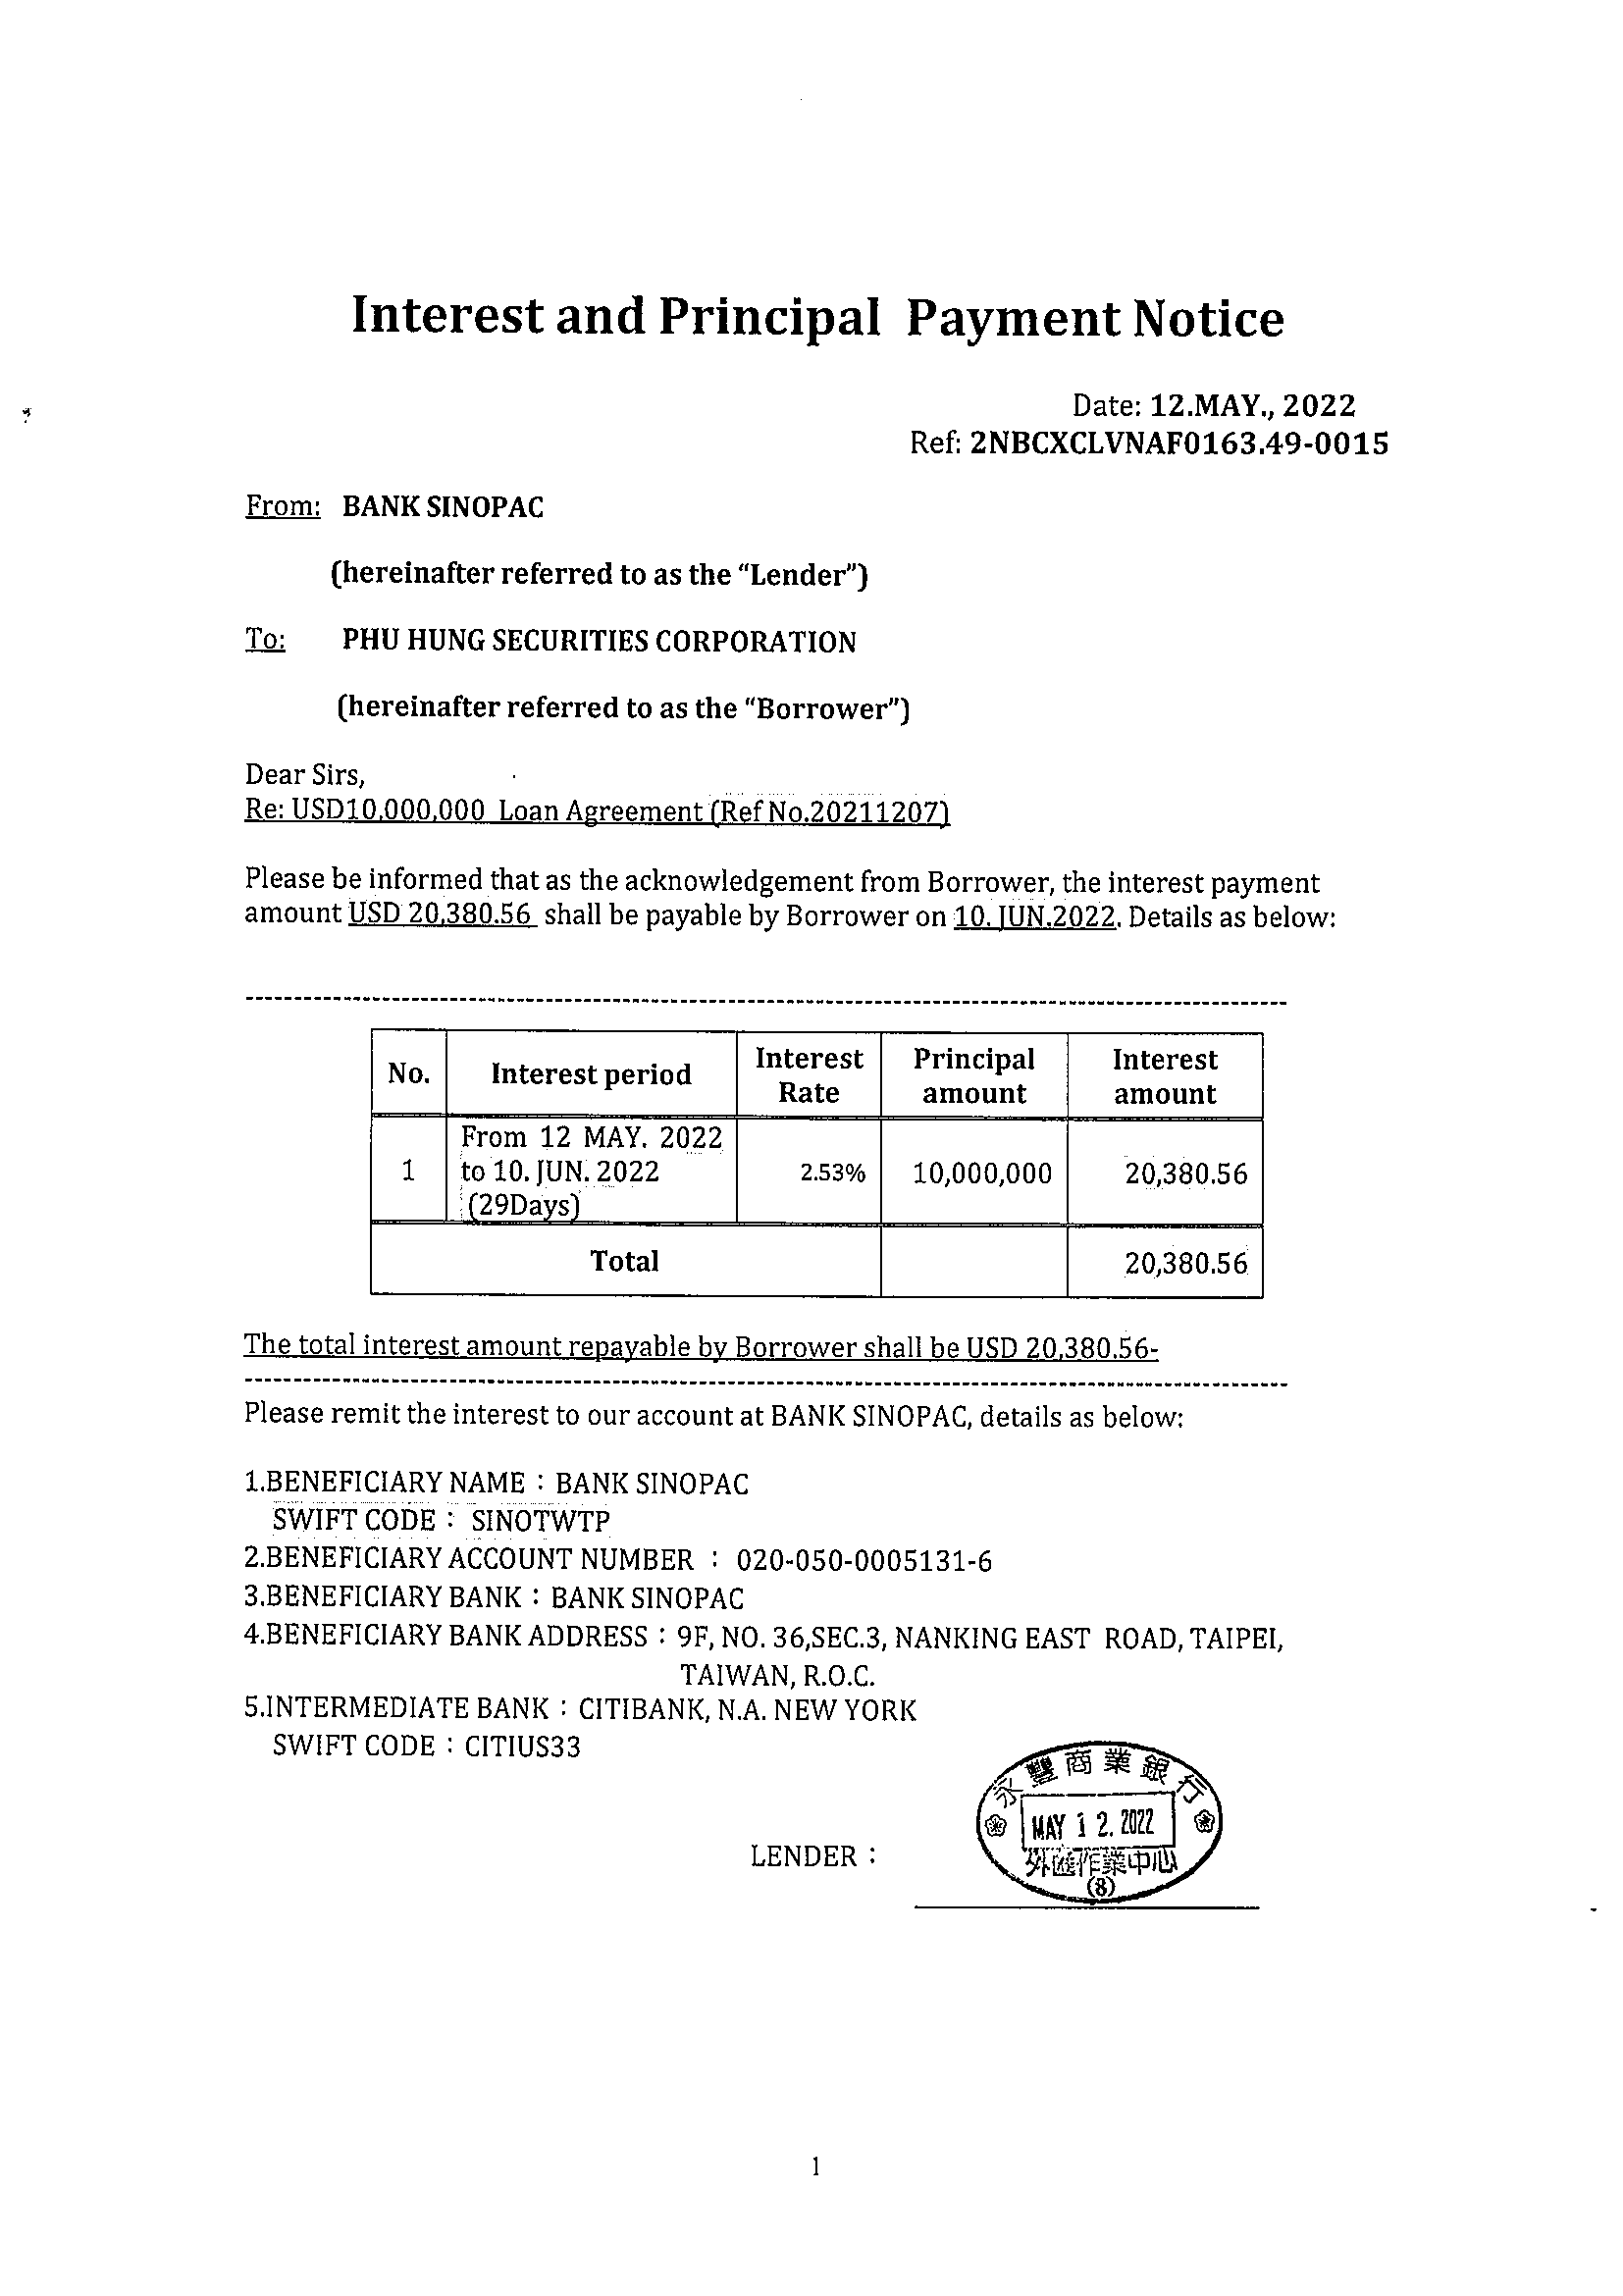 Interest and Principal Payment Notice
Date: 12.MAY., 2022
Ref: 2NBCXCLVNAF0163.49-0015
From: BANK SINOPAC
(hereinafter referred to as the “Lender”)
To: PHU HUNG SECURITIES CORPORATION
(hereinafter referred to as the “Borrower”)
Dear Sirs,
Re: USD10,000,000 Loan Agreement (Ref No.20211207)
Please be informed that as the acknowledgement from Borrower, the interest payment
amount USD 20,380.56 shall be payable by Borrower on 10. JUN.2022. Details as below:
No. Interest period Interest Rate Principal amount Interest amount
1 From 12 MAY. 2022 to 10. JUN. 2022 (29Days) 2.53% 10,000,000 20,380.56
Total 20,380.56
The total interest amount repayable by Borrower shall be USD 20,380.56-
Please remit the interest to our account at BANK SINOPAC, details as below:
1.BENEFICIARY NAME：BANK SINOPAC
SWIFT CODE： SINOTWTP
2.BENEFICIARY ACCOUNT NUMBER ： 020-050-0005131-6
3.BENEFICIARY BANK：BANK SINOPAC
4.BENEFICIARY BANK ADDRESS：9F, NO. 36,SEC.3, NANKING EAST ROAD, TAIPEI,
TAIWAN, R.O.C.
5.INTERMEDIATE BANK：CITIBANK, N.A. NEW YORK
SWIFT CODE：CITIUS33
LENDER：
永豐商業銀行
MAY 12. 2022
外匯作業中心
(8)
1